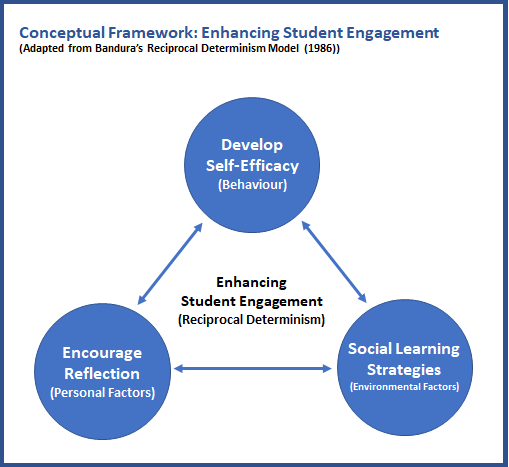 Conceptual Framework: Enhancing Student Engagement
(Adapted from Bandura’s Reciprocal Determinism Model (1986))
Develop
Self-Efficacy
(Behaviour)
Enhancing
Student Engagement
(Reciprocal Determinism)
Encourage
Reflection
(Personal Factors)
Social Learning
Strategies
(Environmental Factors)